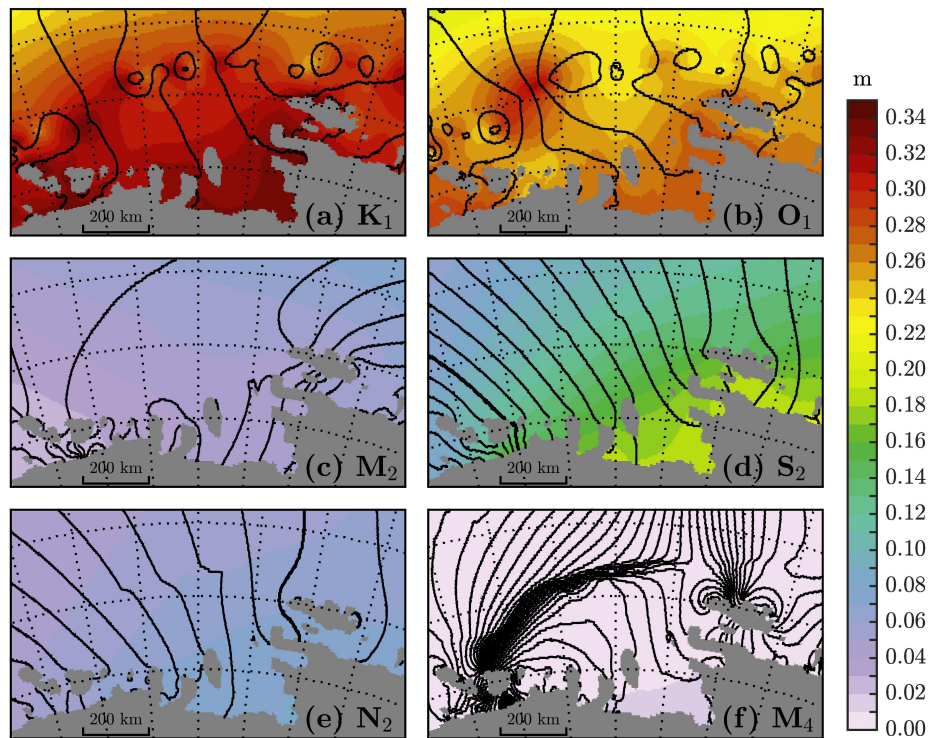 200 km
(a) K1
200 km
(b) O1
200 km
(c) M2
200 km
(d) S2
200 km
(e) N2
200 km
(f) M4
m
0.34
0.32
0.30
0.28
0.26
0.24
0.22
0.20
0.18
0.16
0.14
0.12
0.10
0.08
0.06
0.04
0.02
0.00